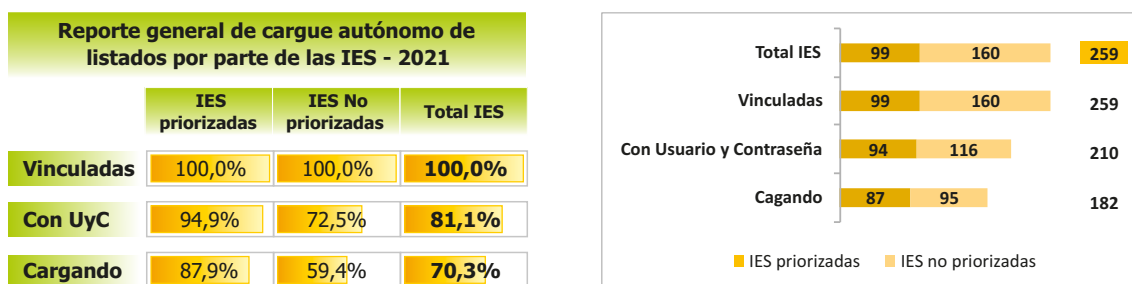 Reporte general de cargue autónomo de
listados por parte de las IES - 2021
IES priorizadas IES No priorizadas Total IES
Vinculadas 100,0% 100,0% 100,0%
Con UyC 94,9% 72,5% 81,1%
Cargando 87,9% 59,4% 70,3%
Total IES 99 160 259
Vinculadas 99 160 259
Con Usuario y Contraseña 94 116 210
Cagando 87 95 182
IES priorizadas IES no priorizadas